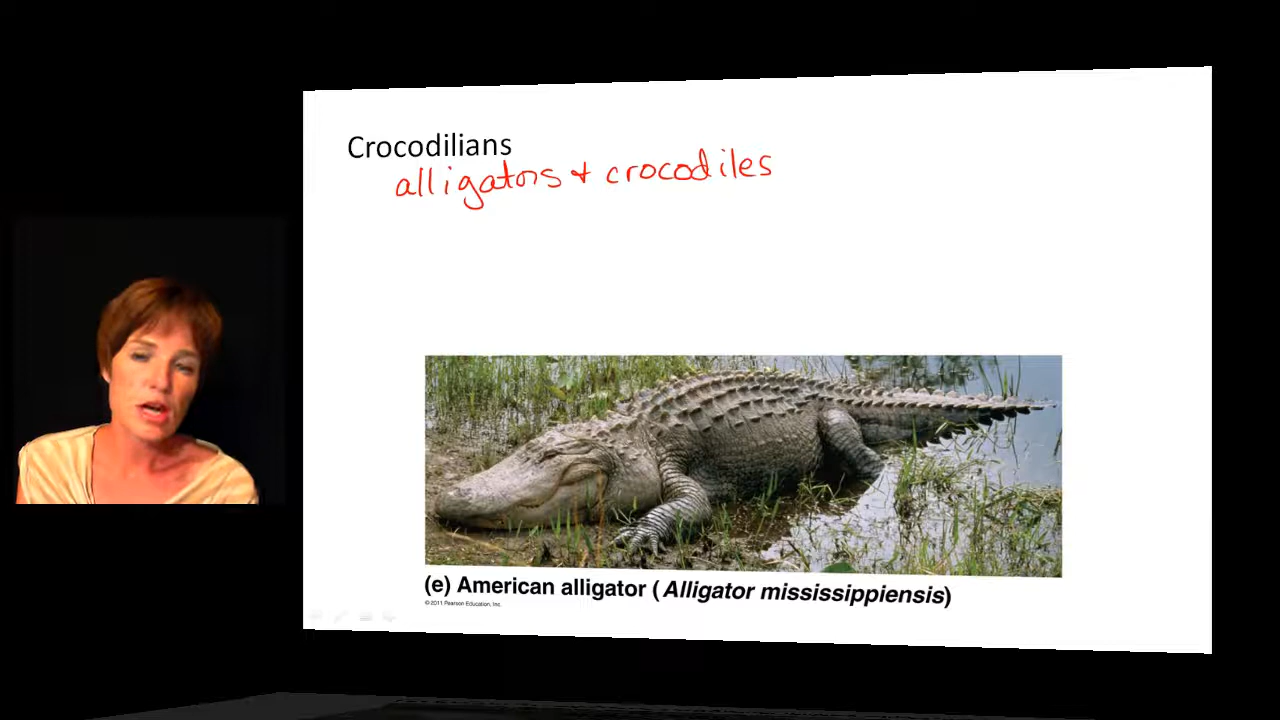 Crocodilians
alligators + crocodiles
(e) American alligator (Alligator mississippiensis)
© 2011 Pearson Education, Inc.